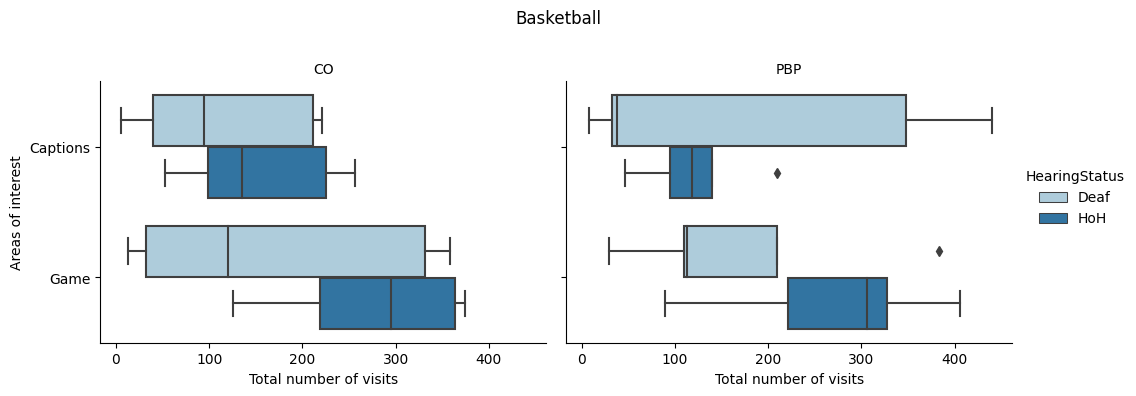 Basketball
CO
PBP
Captions
Game
Areas of interest
0 100 200 300 400
0 100 200 300 400
Total number of visits
Total number of visits
HearingStatus
Deaf
HoH